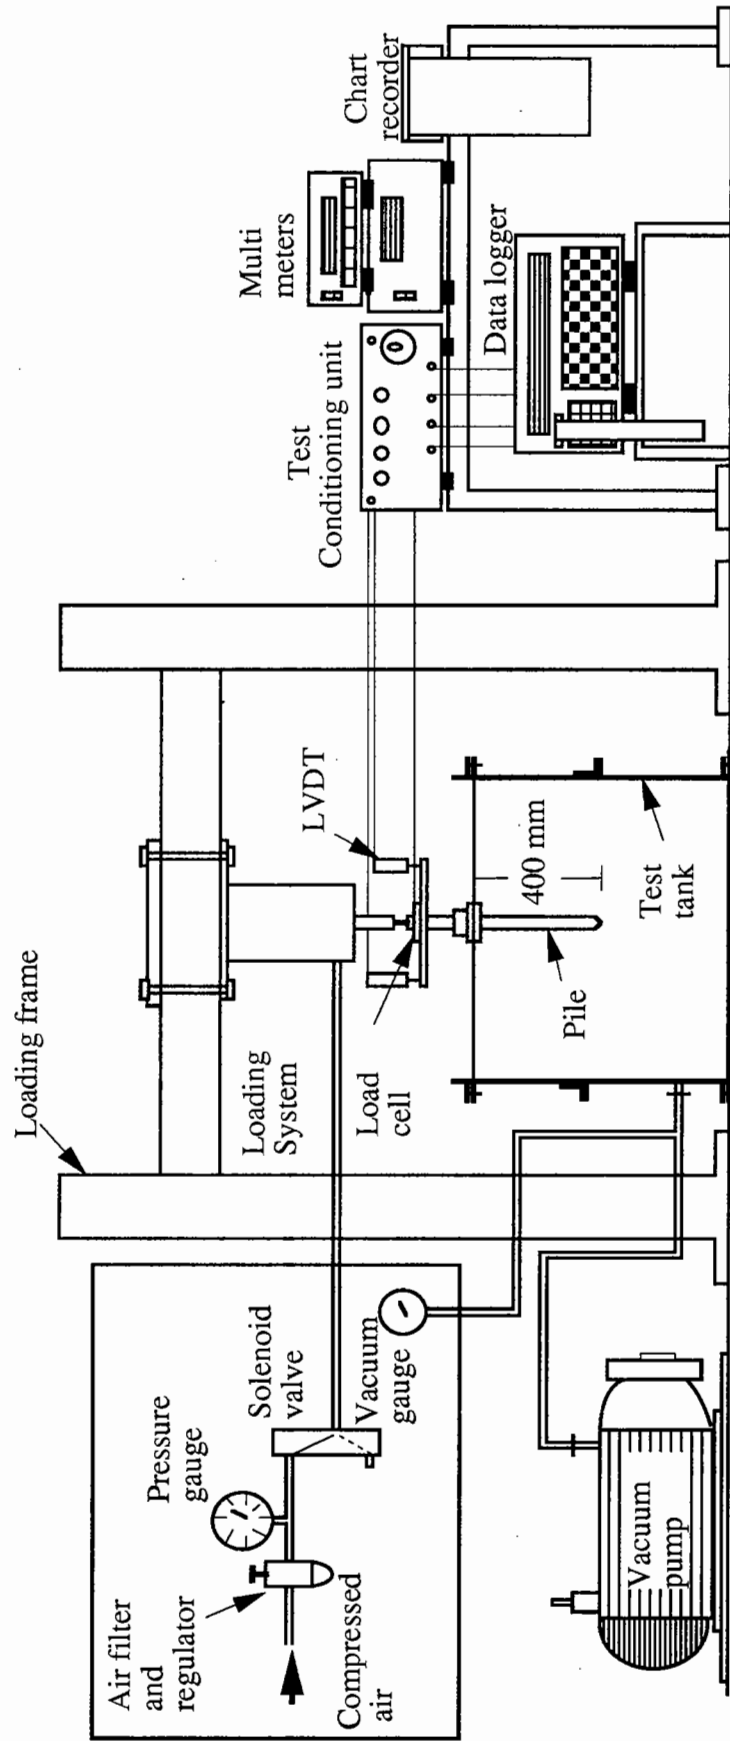 Loading frame
Air filter
and
regulator
Pressure
gauge
Solenoid
valve
Compressed
air
Vacuum
gauge
Vacuum
pump
Loading
System
Load
cell
LVDT
Pile
400 mm
Test
tank
Test
Conditioning unit
Multi
meters
Chart
recorder
Data logger